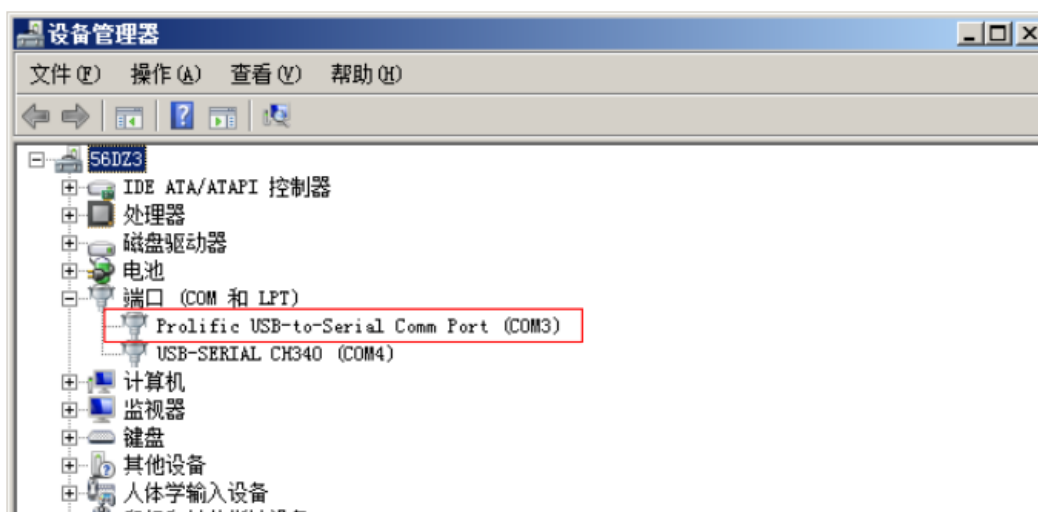 设备管理器
文件(F) 操作(A) 查看(V) 帮助(H)
56DZ3
IDE ATA/ATAPI 控制器
处理器
磁盘驱动器
电池
端口 (COM 和 LPT)
Prolific USB-to-Serial Comm Port (COM3)
USB-SERIAL CH340 (COM4)
计算机
监视器
键盘
其他设备
人体学输入设备